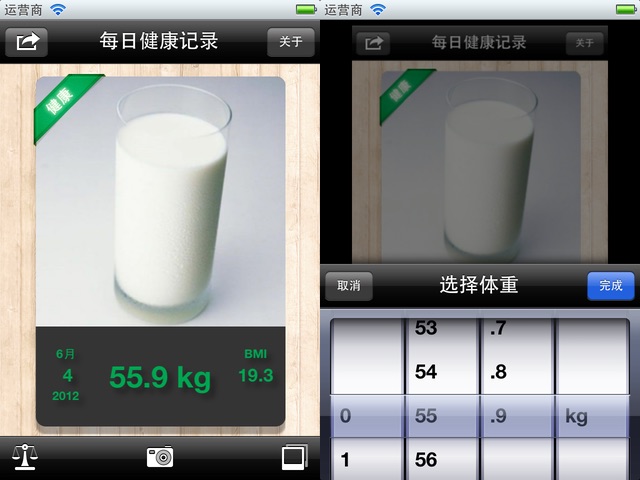 运营商
每日健康记录
关于
健康
6月
4
2012
55.9 kg
BMI
19.3
运营商
每日健康记录
关于
健康
取消
选择体重
完成
53 .7
54 .8
0 55 .9 kg
1 56